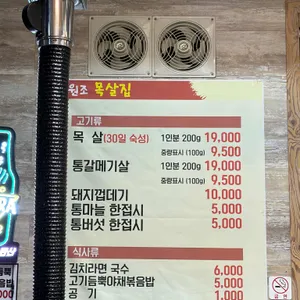 원조 목살집
고기류
목 살(30일 숙성) 1인분 200g 19,000
중량표시 (100g) 9,500
통갈메기살 1인분 200g 19,000
중량표시 (100g) 9,500
돼지껍데기 10,000
통마늘 한접시 5,000
통버섯 한접시 5,000
식사류
김치라면 국수 6,000
고기듬뿍야채볶음밥 5,000
공 기 1,000